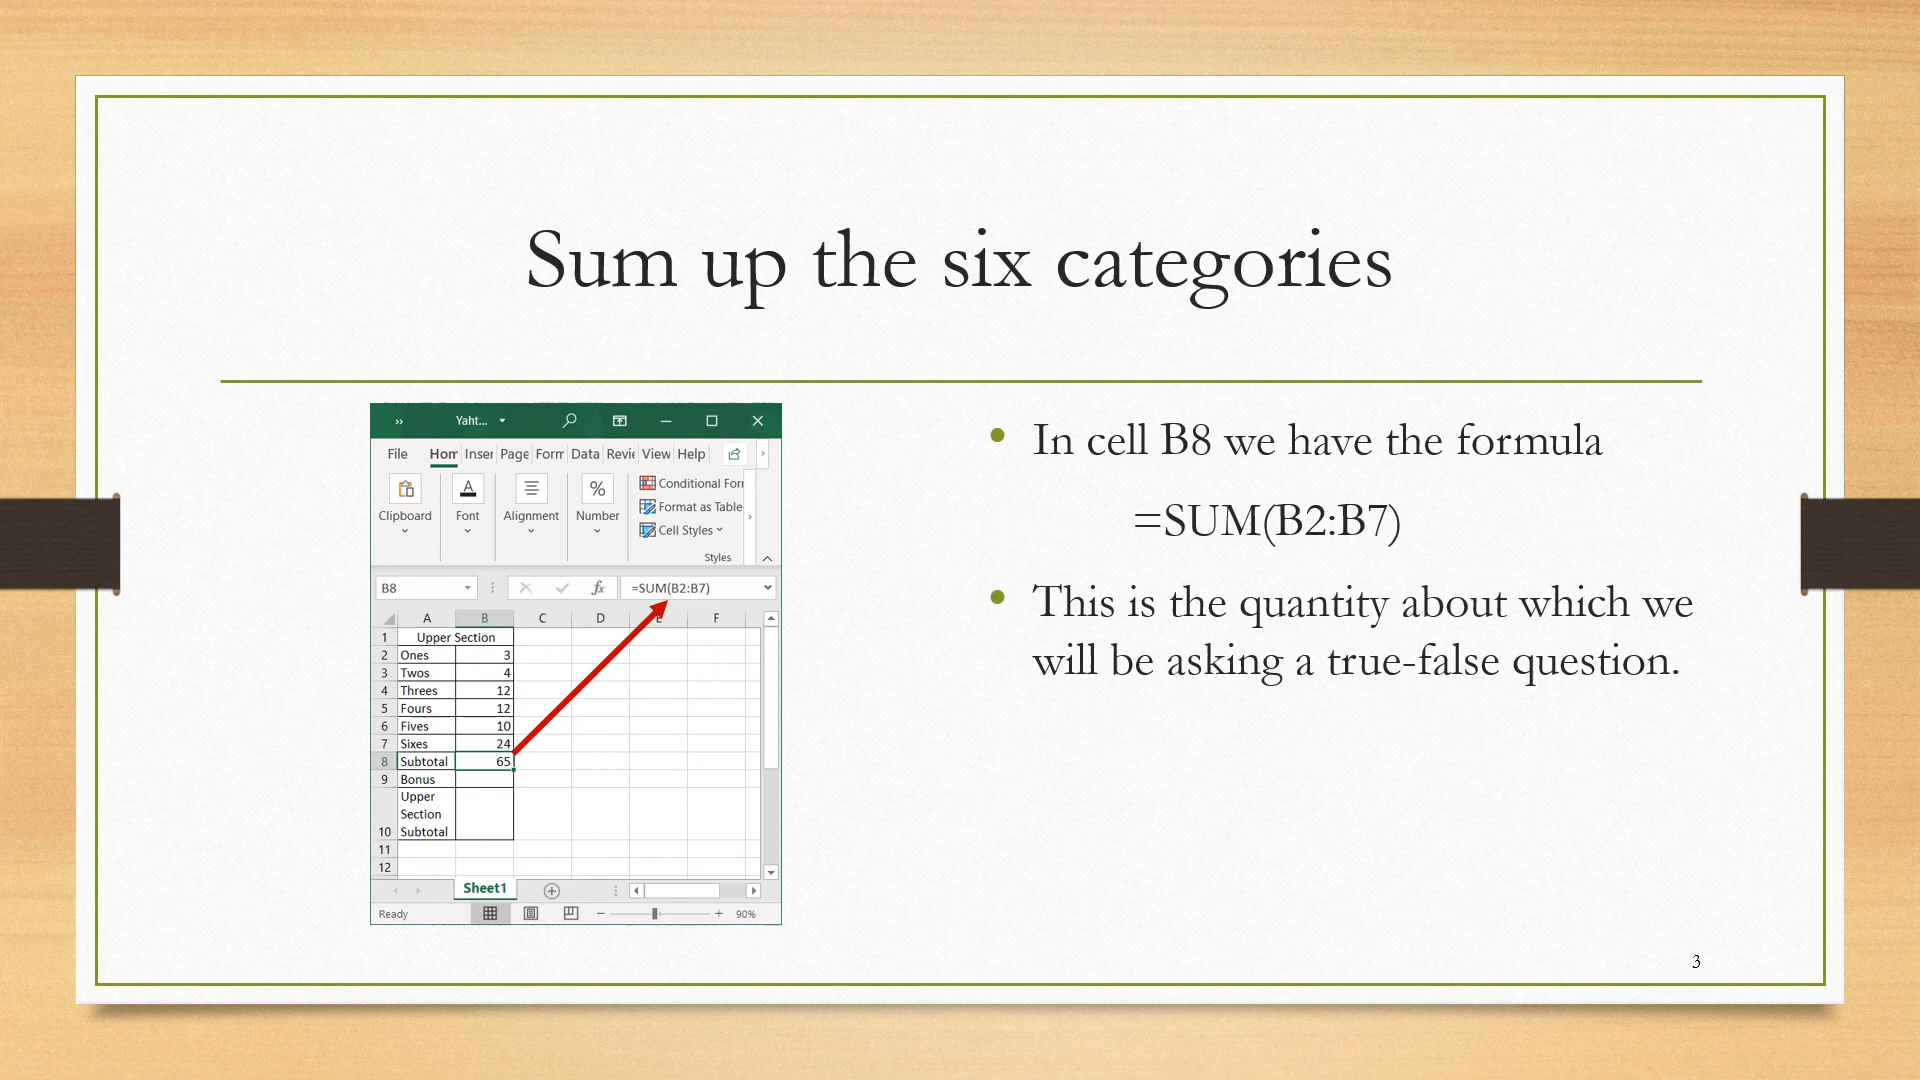 Sum up the six categories
Yaht...
File Hom Inser Page Form Data Revie View Help
Clipboard Font Alignment Number
Conditional For
Format as Table
Cell Styles
Styles
B8 fx =SUM(B2:B7)
A B C D E F
1 Upper Section
2 Ones 3
3 Twos 4
4 Threes 12
5 Fours 12
6 Fives 10
7 Sixes 24
8 Subtotal 65
9 Bonus
Upper
Section
10 Subtotal
11
12
Sheet1
Ready 90%
• In cell B8 we have the formula
=SUM(B2:B7)
• This is the quantity about which we
will be asking a true-false question.
3